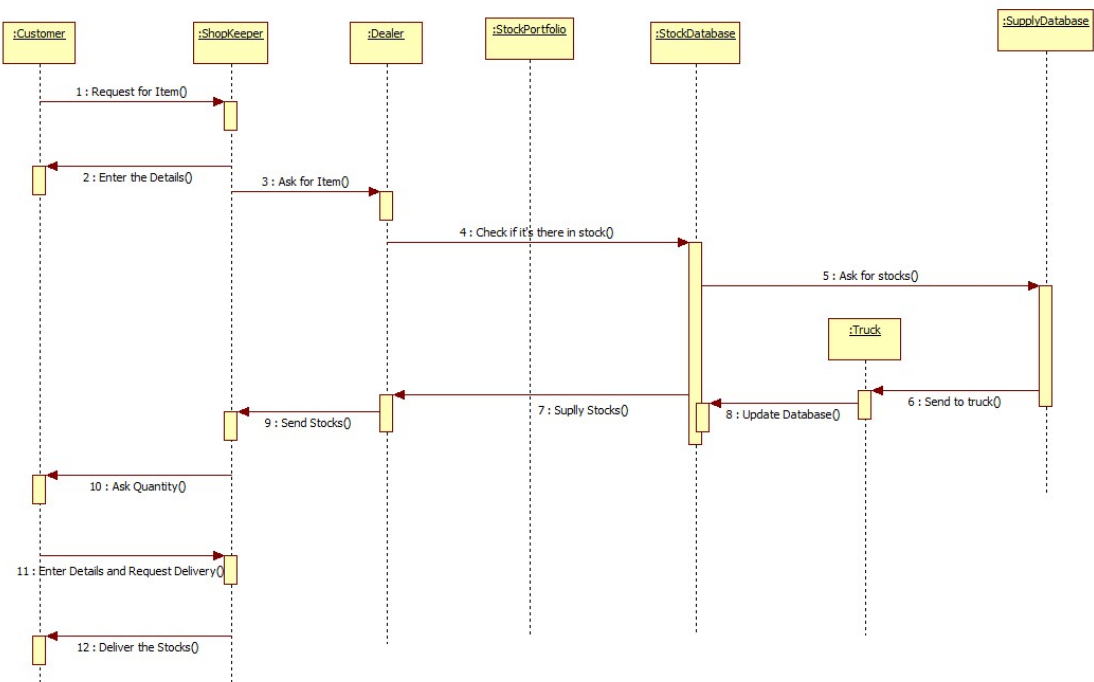 :Customer
:ShopKeeper
:Dealer
:StockPortfolio
:StockDatabase
:SupplyDatabase
1 : Request for Item()
2 : Enter the Details()
3 : Ask for Item()
4 : Check if it's there in stock()
5 : Ask for stocks()
:Truck
6 : Send to truck()
7 : Suplly Stocks()
8 : Update Database()
9 : Send Stocks()
10 : Ask Quantity()
11 : Enter Details and Request Delivery()
12 : Deliver the Stocks()